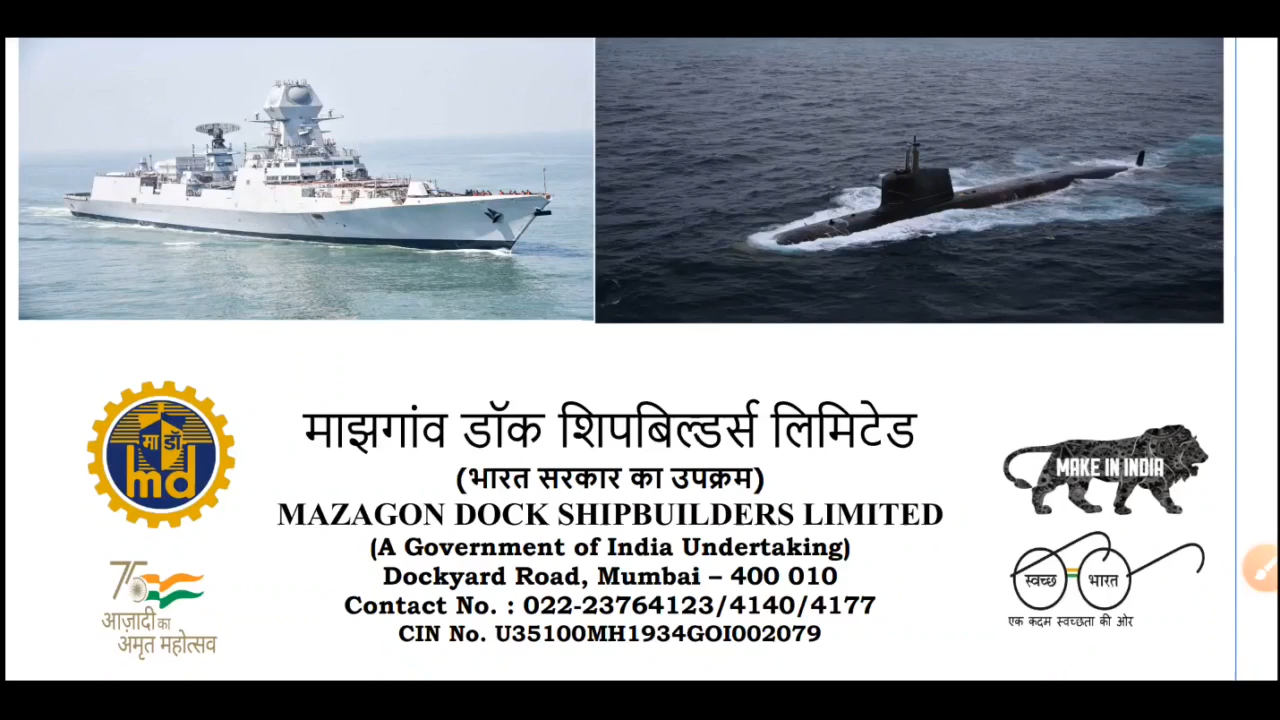 माझगांव डॉक शिपबिल्डर्स लिमिटेड
(भारत सरकार का उपक्रम)
MAZAGON DOCK SHIPBUILDERS LIMITED
(A Government of India Undertaking)
Dockyard Road, Mumbai – 400 010
Contact No. : 022-23764123/4140/4177
CIN No. U35100MH1934GOI002079
मा डॉ
md
75
आज़ादी का
अमृत महोत्सव
MAKE IN INDIA
स्वच्छ भारत
एक कदम स्वच्छता की ओर